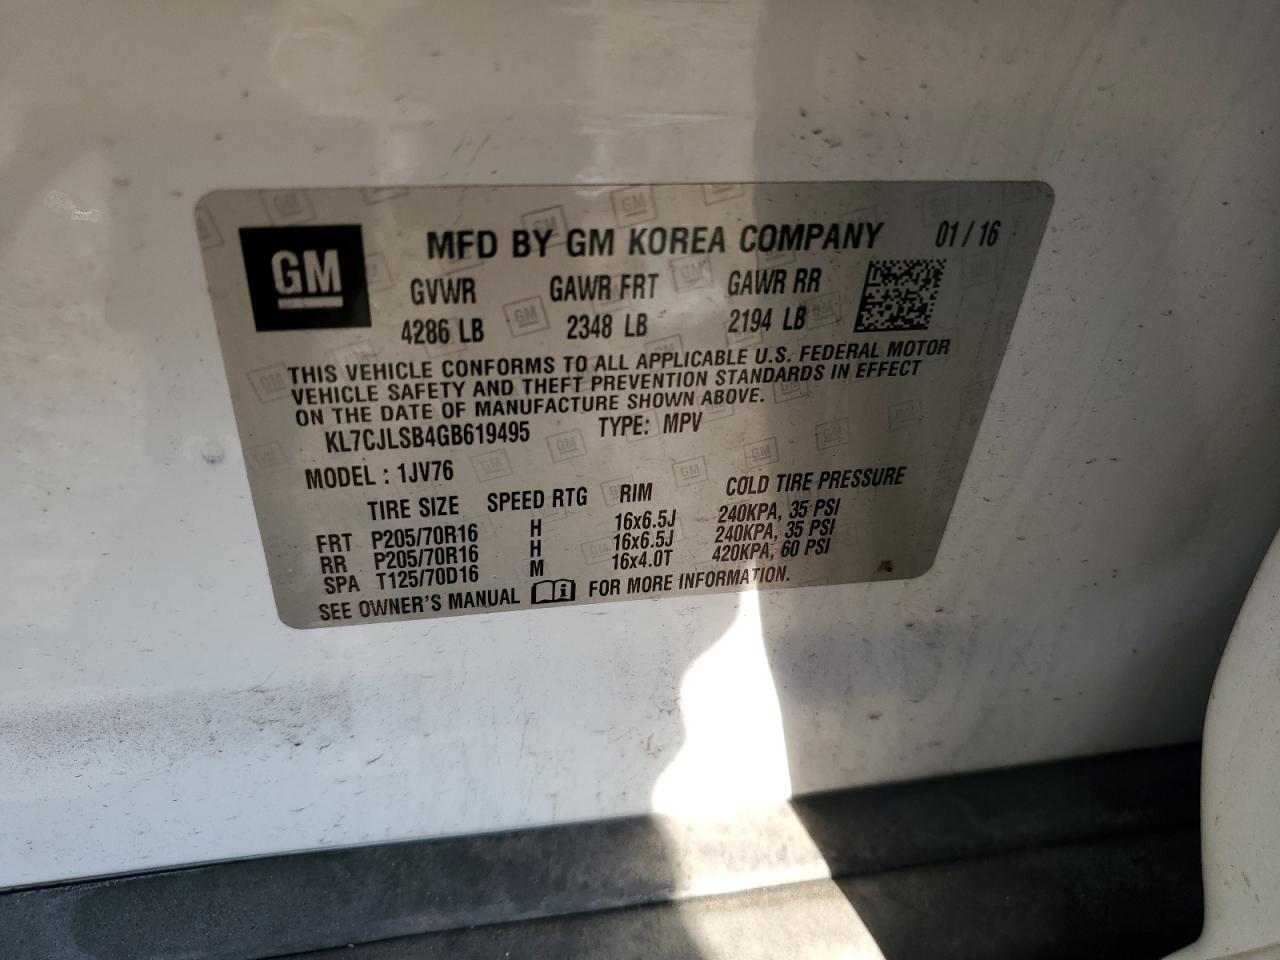 GM
MFD BY GM KOREA COMPANY 01/16
GVWR GAWR FRT GAWR RR
4286 LB 2348 LB 2194 LB
THIS VEHICLE CONFORMS TO ALL APPLICABLE U.S. FEDERAL MOTOR
VEHICLE SAFETY AND THEFT PREVENTION STANDARDS IN EFFECT
ON THE DATE OF MANUFACTURE SHOWN ABOVE.
KL7CJLSB4GB619495 TYPE: MPV
MODEL : 1JV76
TIRE SIZE SPEED RTG RIM COLD TIRE PRESSURE
FRT P205/70R16 H 16x6.5J 240KPA, 35 PSI
RR P205/70R16 H 16x6.5J 240KPA, 35 PSI
SPA T125/70D16 M 16x4.0T 420KPA, 60 PSI
SEE OWNER'S MANUAL i FOR MORE INFORMATION.